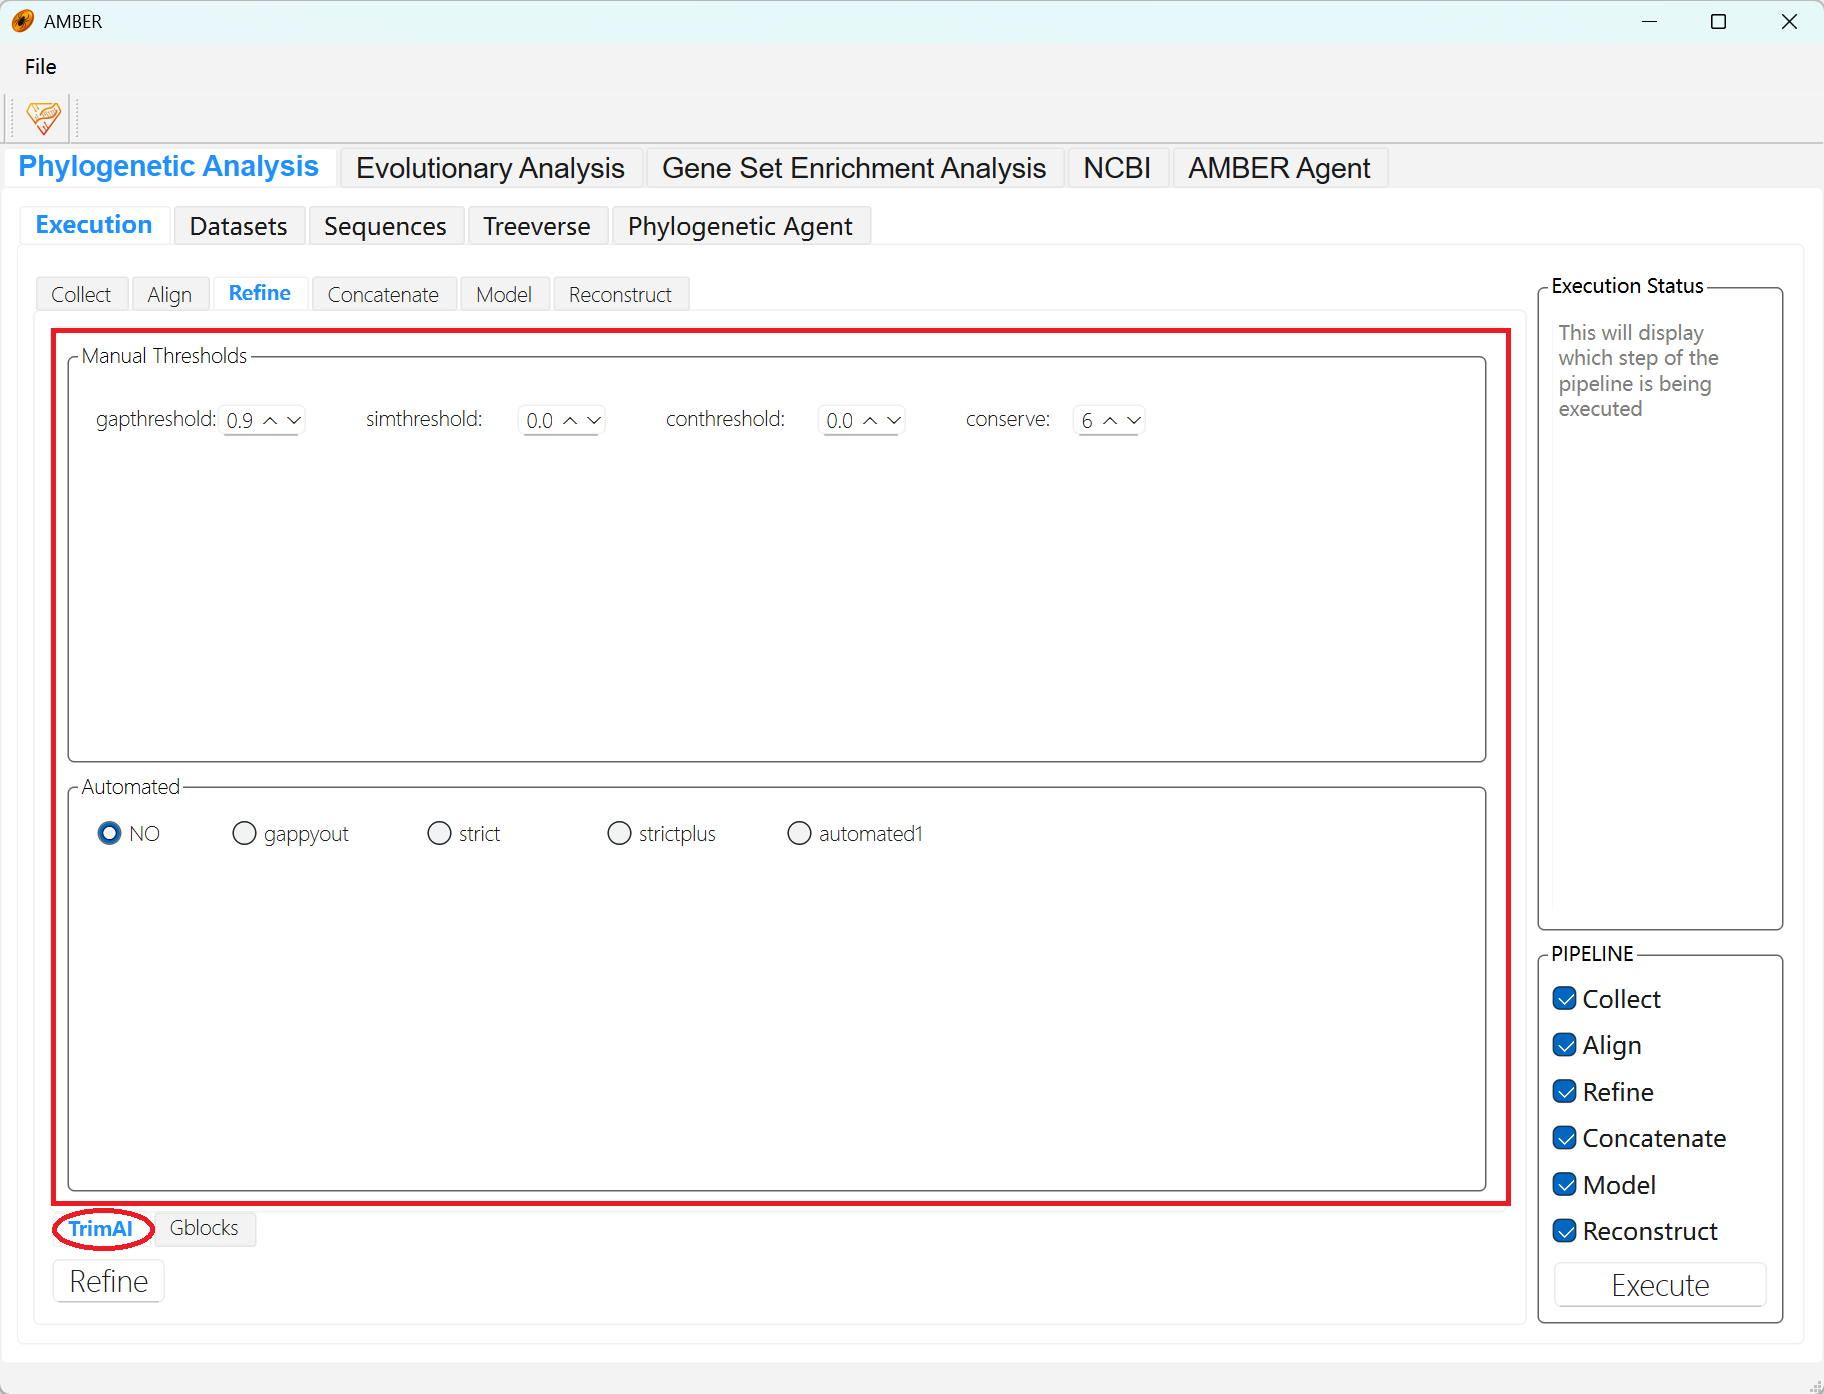 AMBER
File
Phylogenetic Analysis Evolutionary Analysis Gene Set Enrichment Analysis NCBI AMBER Agent
Execution Datasets Sequences Treeverse Phylogenetic Agent
Collect Align Refine Concatenate Model Reconstruct
Manual Thresholds
gapthreshold: 0.9 simthreshold: 0.0 conthreshold: 0.0 conserve: 6
Automated
NO gappyout strict strictplus automated1
TrimAl Gblocks
Refine
Execution Status
This will display
which step of the
pipeline is being
executed
PIPELINE
Collect
Align
Refine
Concatenate
Model
Reconstruct
Execute